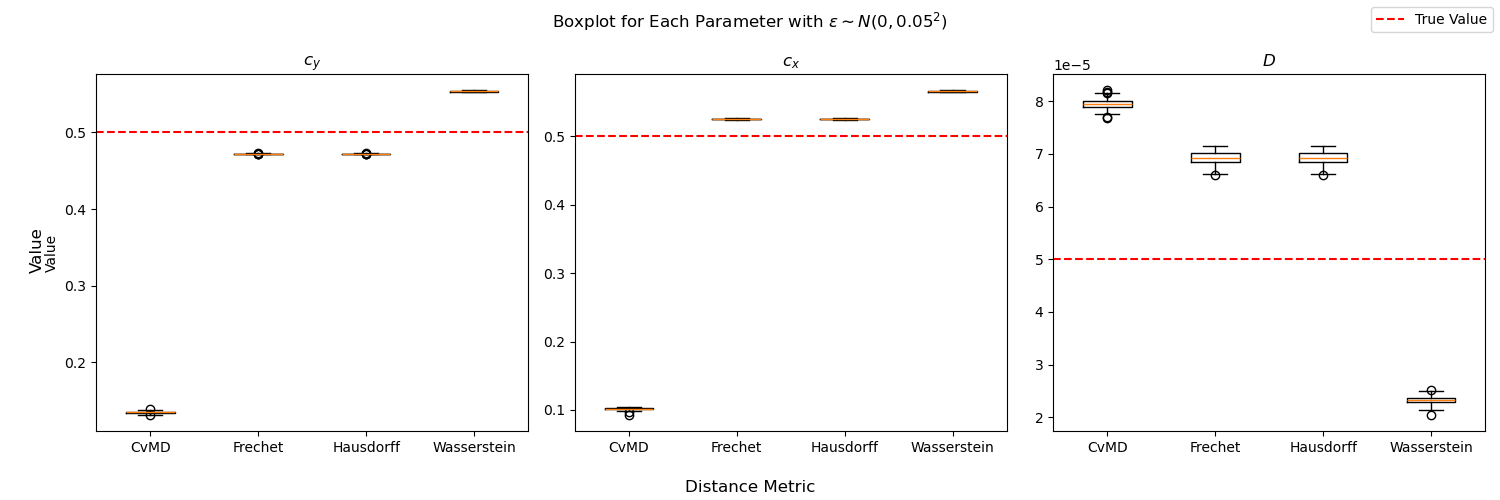 Boxplot for Each Parameter with ε ∼ N(0, 0.05²)
True Value
c_y
c_x
D
1e−5
0.5
0.4
0.3
0.2
Value
Value
CvMD Frechet Hausdorff Wasserstein
0.5
0.4
0.3
0.2
0.1
CvMD Frechet Hausdorff Wasserstein
8
7
6
5
4
3
2
CvMD Frechet Hausdorff Wasserstein
Distance Metric